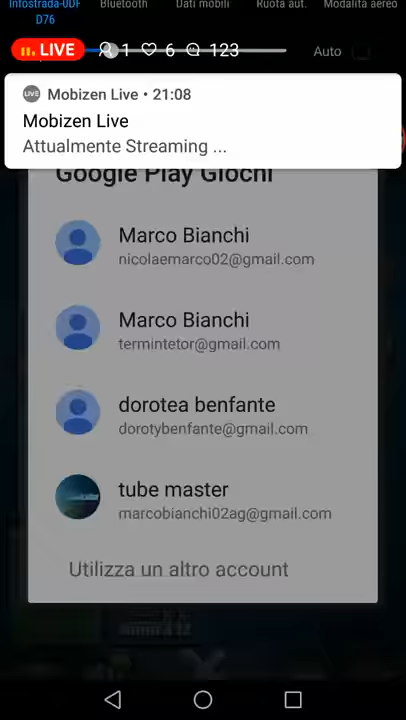 Infostrada-0DF Bluetooth Dati mobili Ruota aut. Modalità aereo
D76
LIVE 1 6 123 Auto
Mobizen Live • 21:08
Mobizen Live
Attualmente Streaming ...
Google Play Giochi
Marco Bianchi
nicolaemarco02@gmail.com
Marco Bianchi
termintetor@gmail.com
dorotea benfante
dorotybenfante@gmail.com
tube master
marcobianchi02ag@gmail.com
Utilizza un altro account